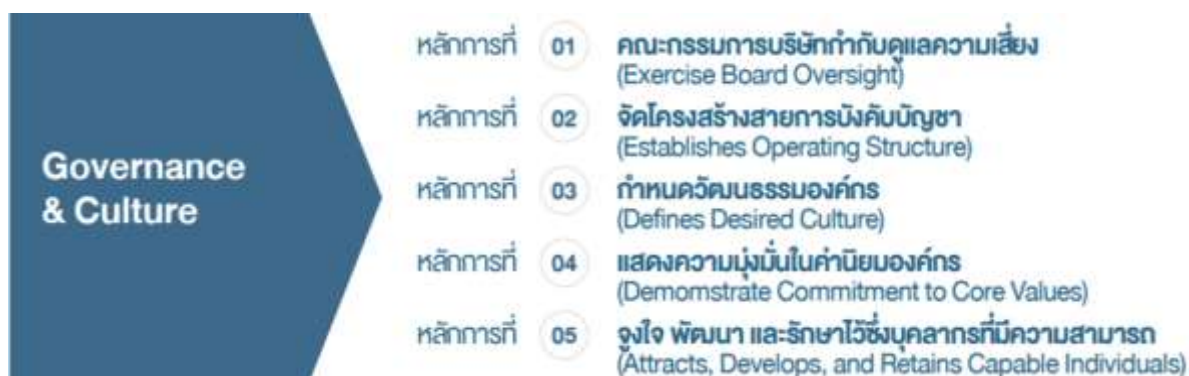 Governance
& Culture
หลักการที่ 01 คณะกรรมการบริษัทกำกับดูแลความเสี่ยง
(Exercise Board Oversight)
หลักการที่ 02 จัดโครงสร้างสายการบังคับบัญชา
(Establishes Operating Structure)
หลักการที่ 03 กำหนดวัฒนธรรมองค์กร
(Defines Desired Culture)
หลักการที่ 04 แสดงความมุ่งมั่นในค่านิยมองค์กร
(Demomstrate Commitment to Core Values)
หลักการที่ 05 จูงใจ พัฒนา และรักษาไว้ซึ่งบุคลากรที่มีความสามารถ
(Attracts, Develops, and Retains Capable Individuals)